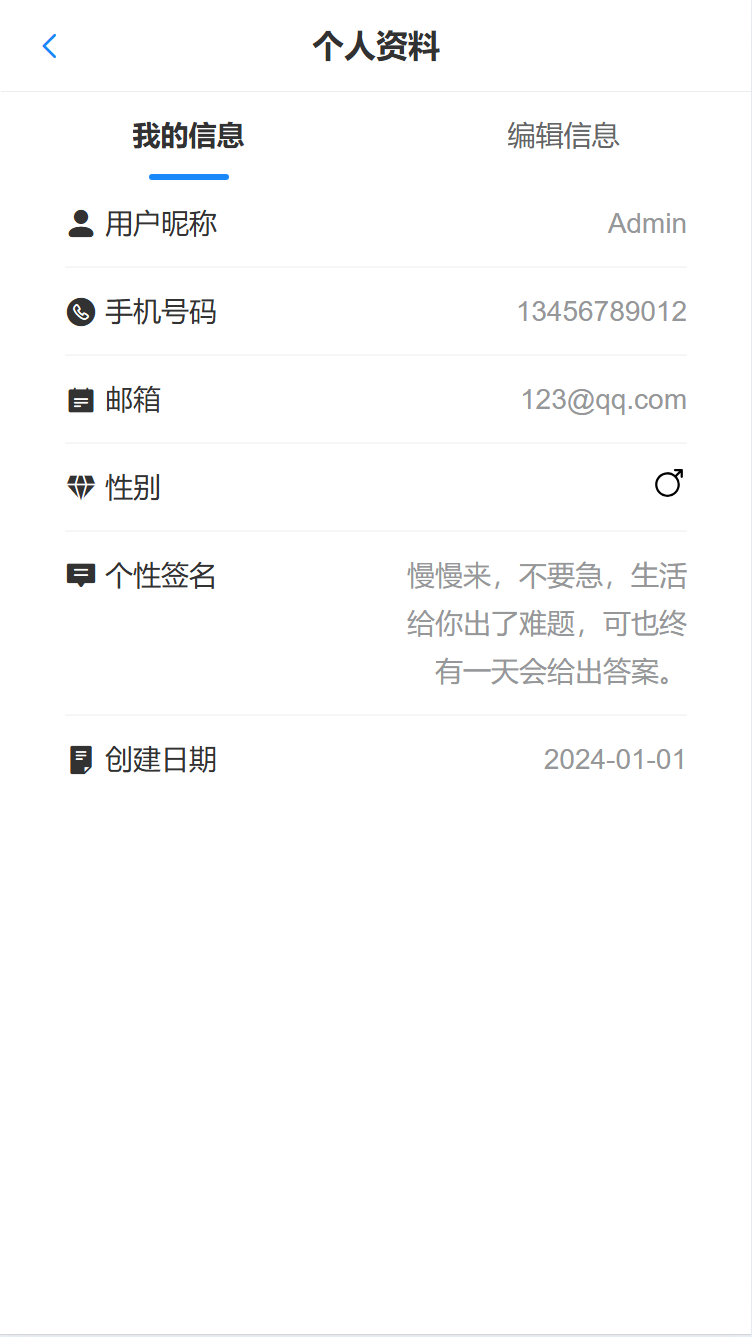 个人资料
我的信息
编辑信息
用户昵称
Admin
手机号码
13456789012
邮箱
123@qq.com
性别
个性签名
慢慢来，不要急，生活
给你出了难题，可也终
有一天会给出答案。
创建日期
2024-01-01